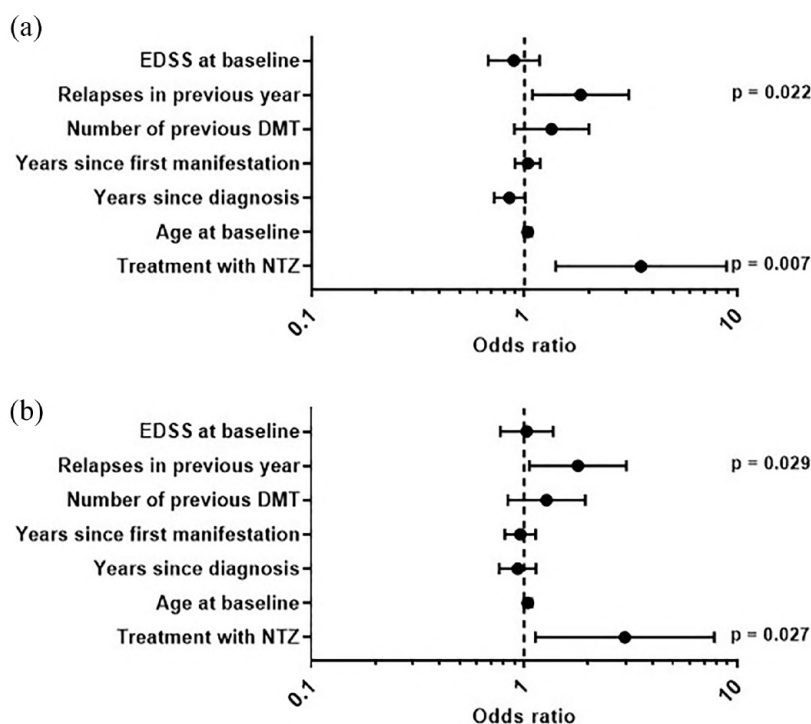 (a)
EDSS at baseline
Relapses in previous year p = 0.022
Number of previous DMT
Years since first manifestation
Years since diagnosis
Age at baseline
Treatment with NTZ p = 0.007
0.1 1 10
Odds ratio
(b)
EDSS at baseline
Relapses in previous year p = 0.029
Number of previous DMT
Years since first manifestation
Years since diagnosis
Age at baseline
Treatment with NTZ p = 0.027
0.1 1 10
Odds ratio